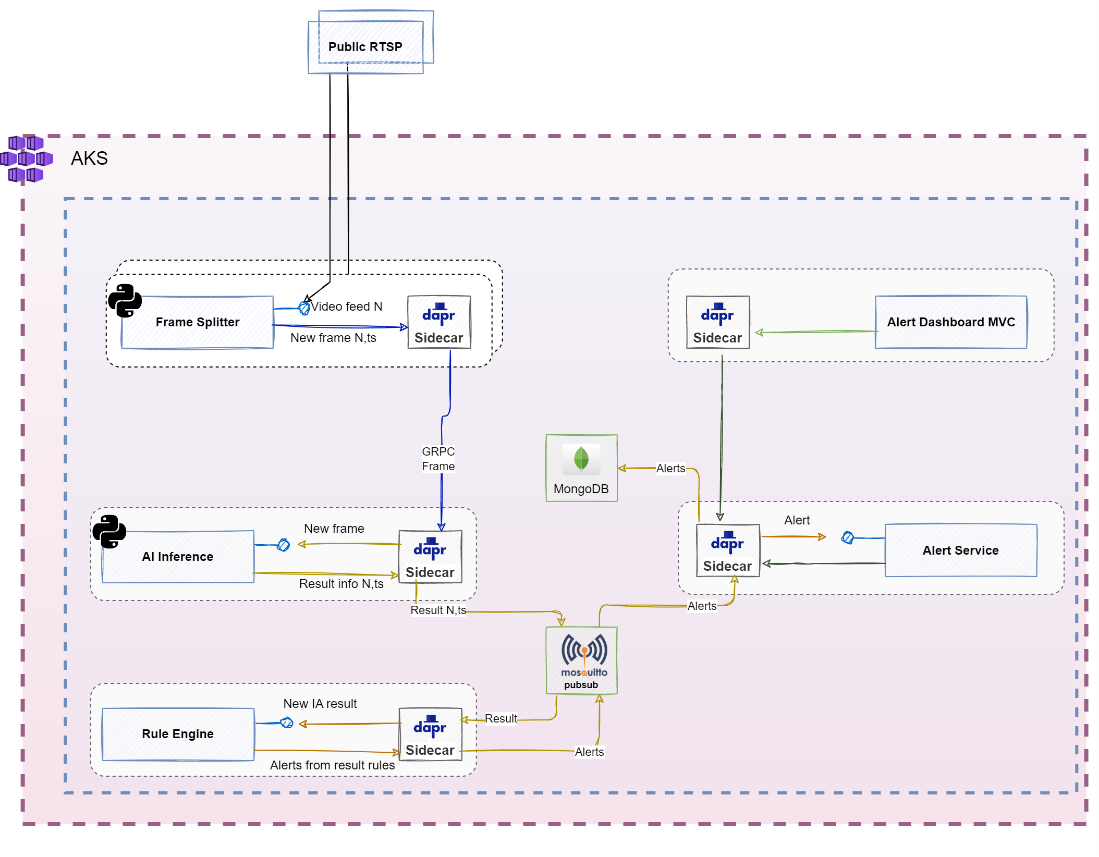 Public RTSP
AKS
Video feed N
Frame Splitter
New frame N,ts
dapr
Sidecar
dapr
Sidecar
Alert Dashboard MVC
GRPC
Frame
MongoDB
Alerts
New frame
AI Inference
Result info N,ts
dapr
Sidecar
Alert
dapr
Sidecar
Alert Service
Result N,ts
Alerts
mosquitto
pubsub
New IA result
Rule Engine
Alerts from result rules
dapr
Sidecar
Result
Alerts